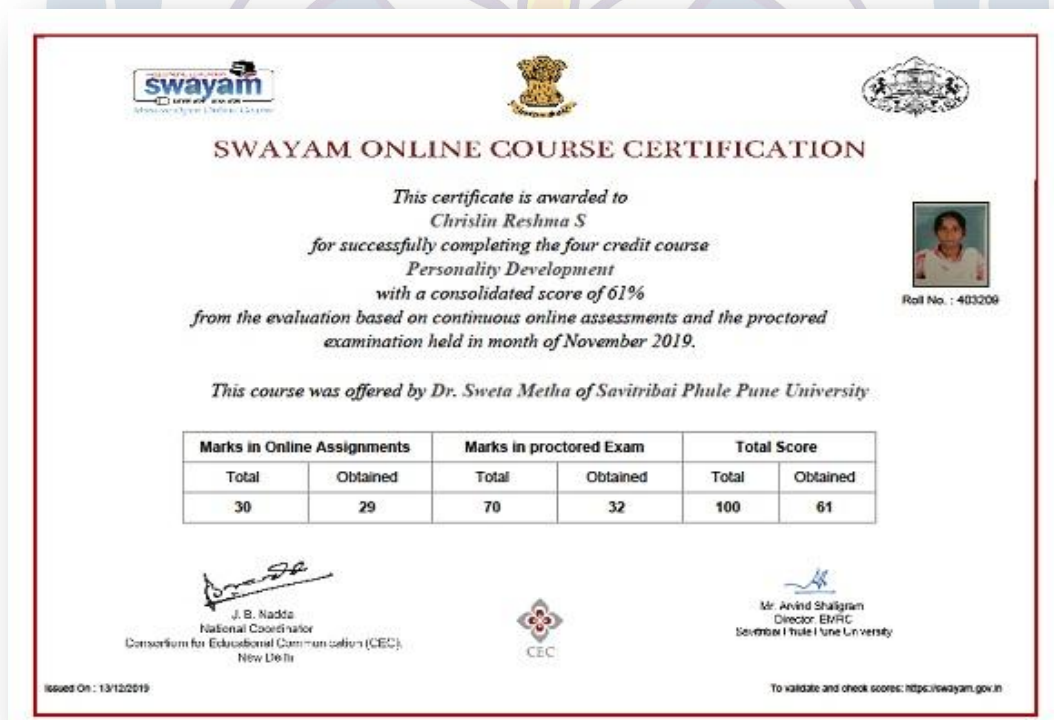 swayam
SWAYAM ONLINE COURSE CERTIFICATION
This certificate is awarded to
Chrislin Reshma S
for successfully completing the four credit course
Personality Development
with a consolidated score of 61%
from the evaluation based on continuous online assessments and the proctored
examination held in month of November 2019.
Roll No. : 403209
This course was offered by Dr. Sweta Metha of Savitribai Phule Pune University
Marks in Online Assignments Marks in proctored Exam Total Score
Total Obtained Total Obtained Total Obtained
30 29 70 32 100 61
J. B. Nadda
National Coordinator
Consortium for Educational Communication (CEC),
New Delhi
CEC
Mr. Arvind Shaligram
Director, EMRC
Savitribai Phule Pune University
Issued On : 13/12/2019
To validate and check scores: https://swayam.gov.in